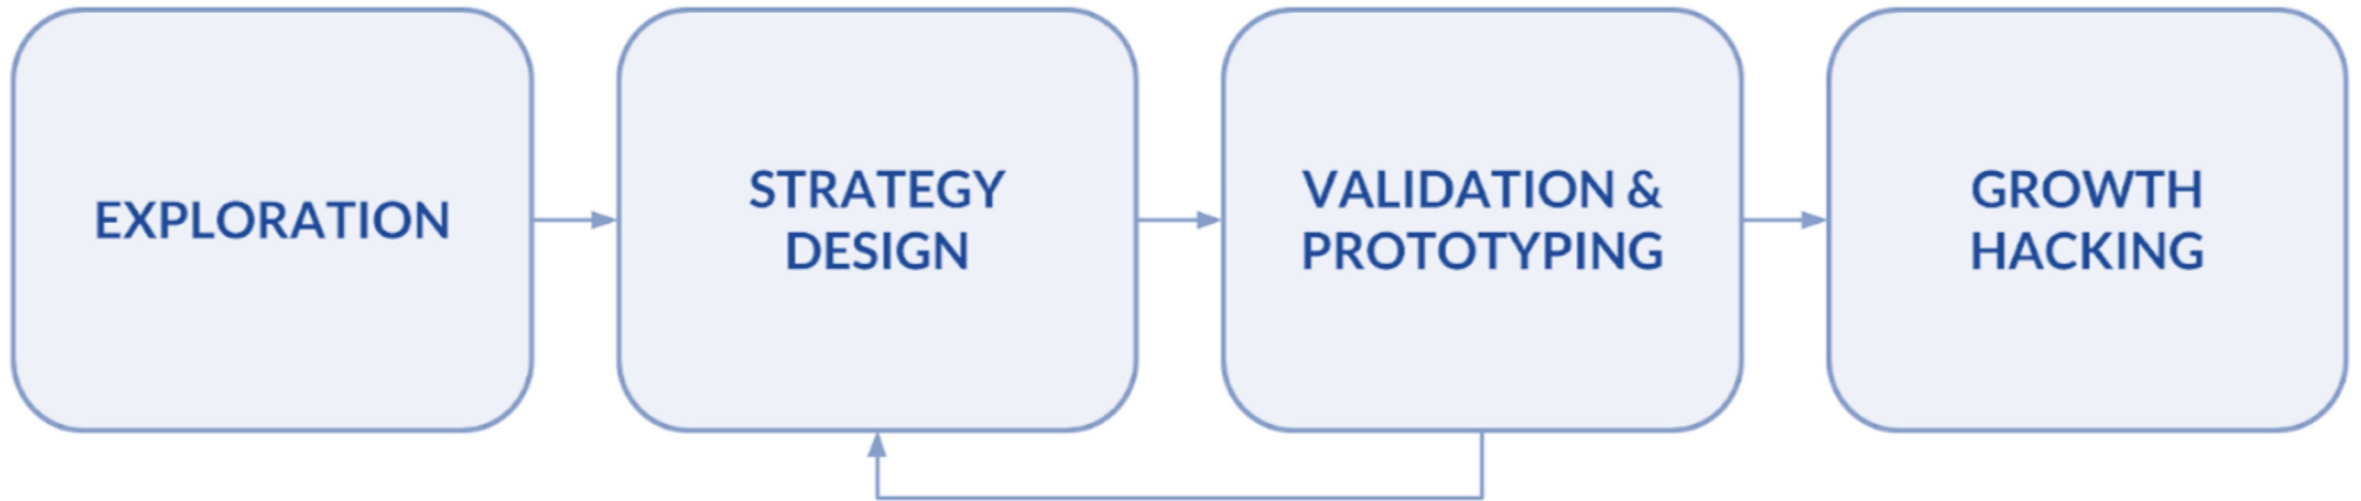 EXPLORATION
STRATEGY
DESIGN
VALIDATION &
PROTOTYPING
GROWTH
HACKING